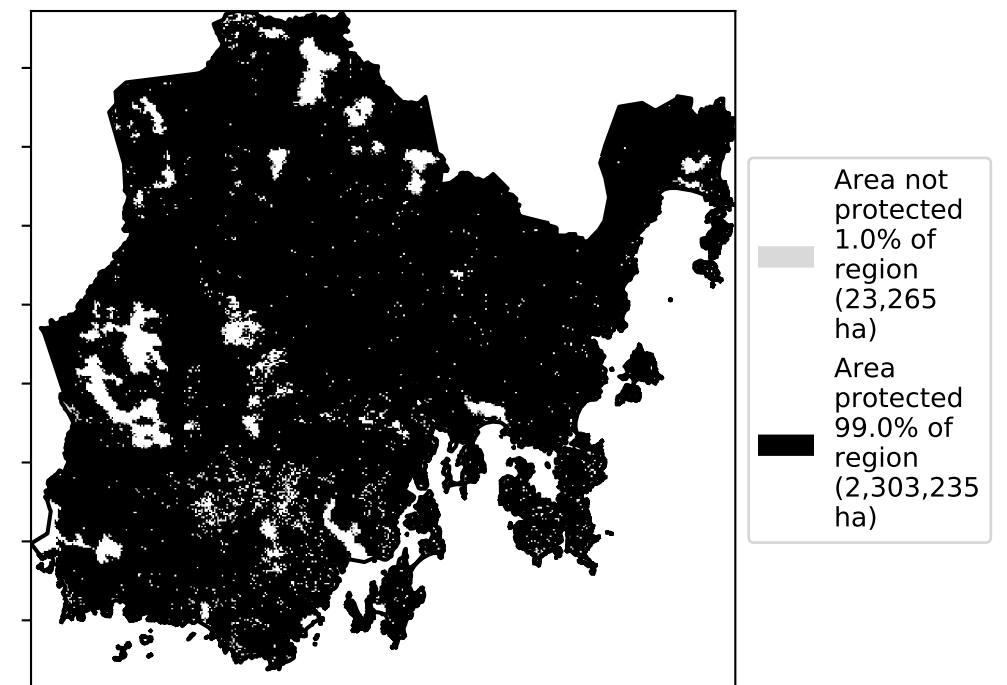 Area not
protected
1.0% of
region
(23,265
ha)
Area
protected
99.0% of
region
(2,303,235
ha)